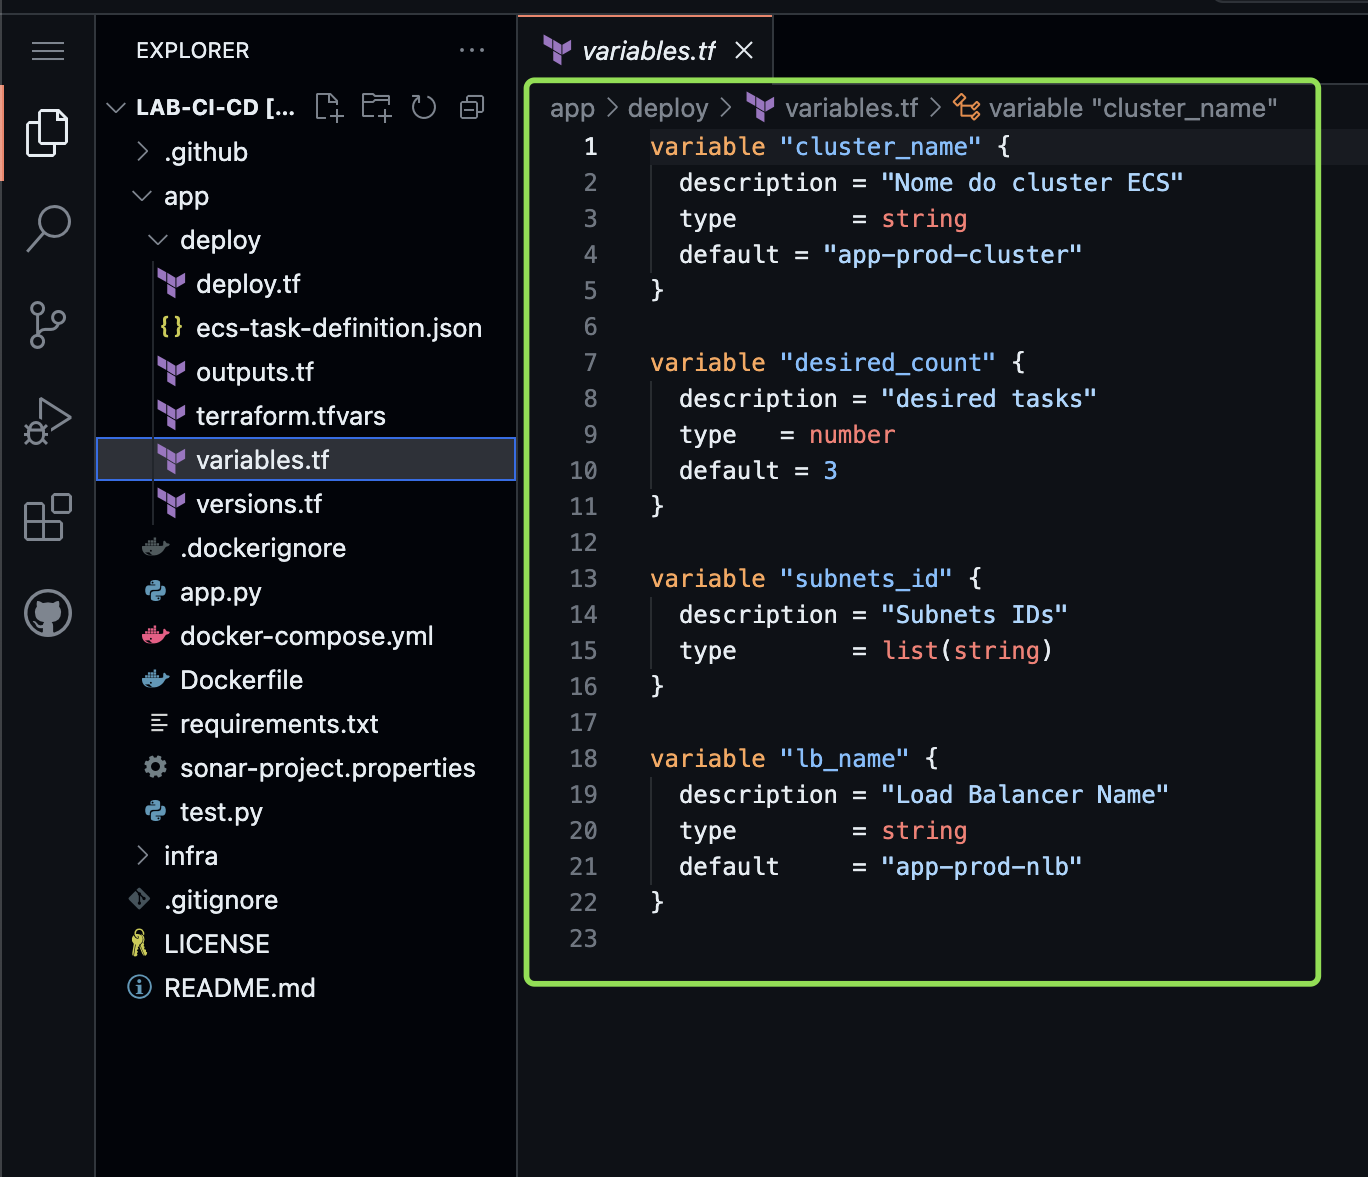 EXPLORER ...
LAB-CI-CD [...
.github
app
deploy
deploy.tf
ecs-task-definition.json
outputs.tf
terraform.tfvars
variables.tf
versions.tf
.dockerignore
app.py
docker-compose.yml
Dockerfile
requirements.txt
sonar-project.properties
test.py
infra
.gitignore
LICENSE
README.md
variables.tf
app > deploy > variables.tf > variable "cluster_name"
1 variable "cluster_name" {
2   description = "Nome do cluster ECS"
3   type        = string
4   default = "app-prod-cluster"
5 }
6
7 variable "desired_count" {
8   description = "desired tasks"
9   type   = number
10   default = 3
11 }
12
13 variable "subnets_id" {
14   description = "Subnets IDs"
15   type        = list(string)
16 }
17
18 variable "lb_name" {
19   description = "Load Balancer Name"
20   type        = string
21   default     = "app-prod-nlb"
22 }
23